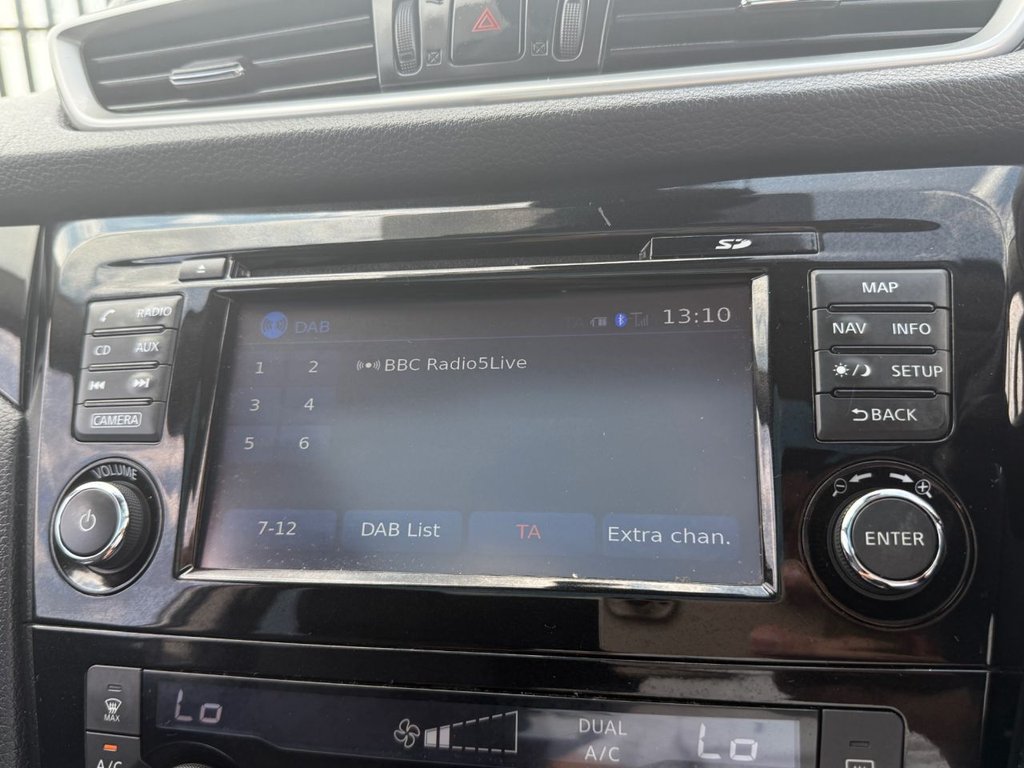 SD
RADIO
CD AUX
CAMERA
VOLUME
DAB
TA
13:10
1 2
3 4
5 6
BBC Radio5Live
7-12
DAB List
TA
Extra chan.
MAP
NAV INFO
SETUP
BACK
ENTER
MAX
A/C
Lo
DUAL
A/C
Lo